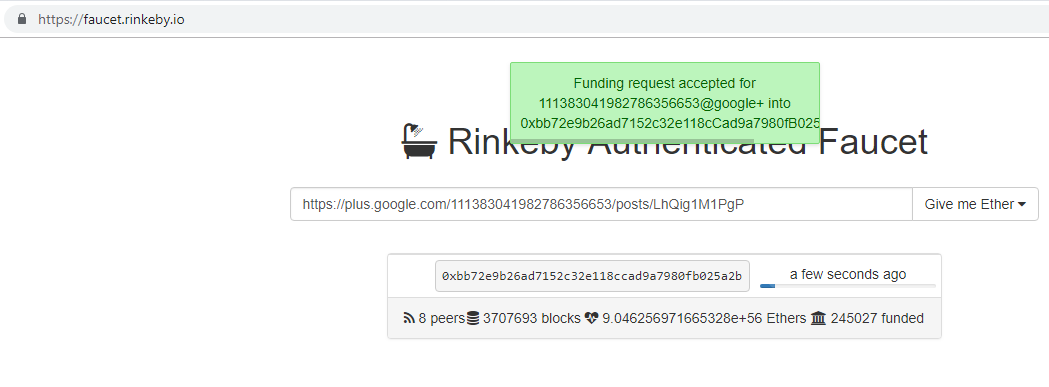 https://faucet.rinkeby.io
Funding request accepted for
111383041982786356653@google+ into
0xbb72e9b26ad7152c32e118cCad9a7980fB025
Rinkeby Authenticated Faucet
https://plus.google.com/111383041982786356653/posts/LhQig1M1PgP Give me Ether
0xbb72e9b26ad7152c32e118ccad9a7980fb025a2b a few seconds ago
8 peers 3707693 blocks 9.046256971665328e+56 Ethers 245027 funded